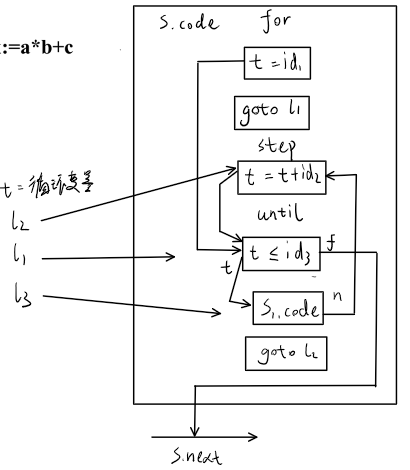 S.code for
t = id₁
:=a*b+c
goto l₁
step
t = t+id₂
t = 循环变量
l₂
until
l₁
t ≤ id₃ f
t
l₃
S₁.code n
goto l₂
S.next